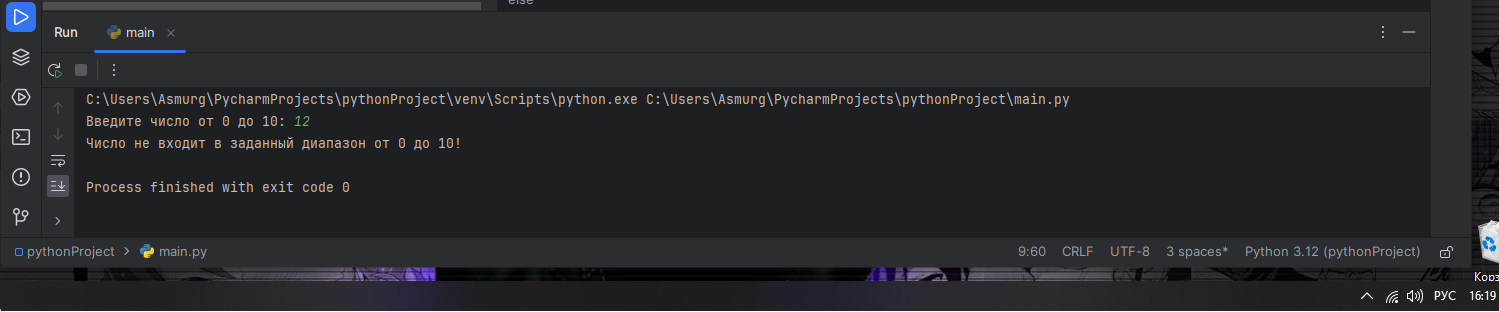 else
Run main
C:\Users\Asmurg\PycharmProjects\pythonProject\venv\Scripts\python.exe C:\Users\Asmurg\PycharmProjects\pythonProject\main.py
Введите число от 0 до 10: 12
Число не входит в заданный диапазон от 0 до 10!
Process finished with exit code 0
pythonProject > main.py 9:60 CRLF UTF-8 3 spaces* Python 3.12 (pythonProject)
Корз
РУС 16:19